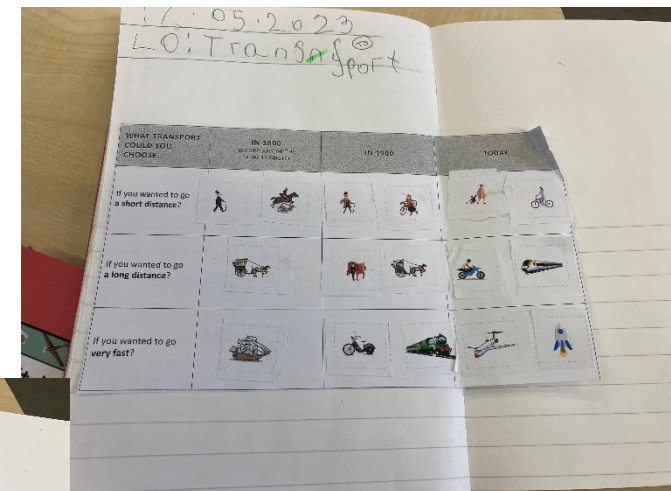 05.2023
LO: Transport
WHAT TRANSPORT COULD YOU CHOOSE
IN 1800
IN 1900
TODAY
If you wanted to go
a short distance?
If you wanted to go
a long distance?
If you wanted to go
very fast?